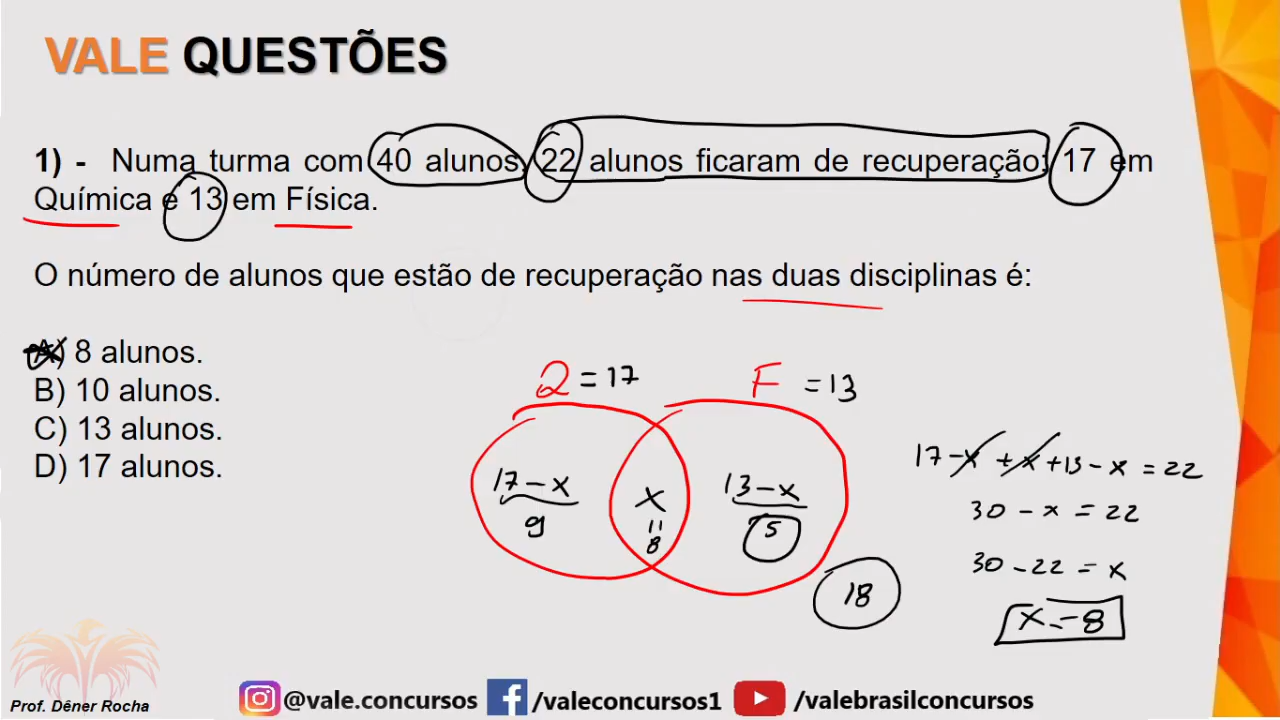 VALE QUESTÕES
1) - Numa turma com 40 alunos, 22 alunos ficaram de recuperação; 17 em
Química e 13 em Física.
O número de alunos que estão de recuperação nas duas disciplinas é:
A) 8 alunos.
B) 10 alunos.
C) 13 alunos.
D) 17 alunos.
Q = 17
F = 13
17 - x
9
x
=
8
13 - x
5
18
17 - x + x + 13 - x = 22
30 - x = 22
30 - 22 = x
x = 8
Prof. Dêner Rocha
@vale.concursos
/valeconcursos1
/valebrasilconcursos